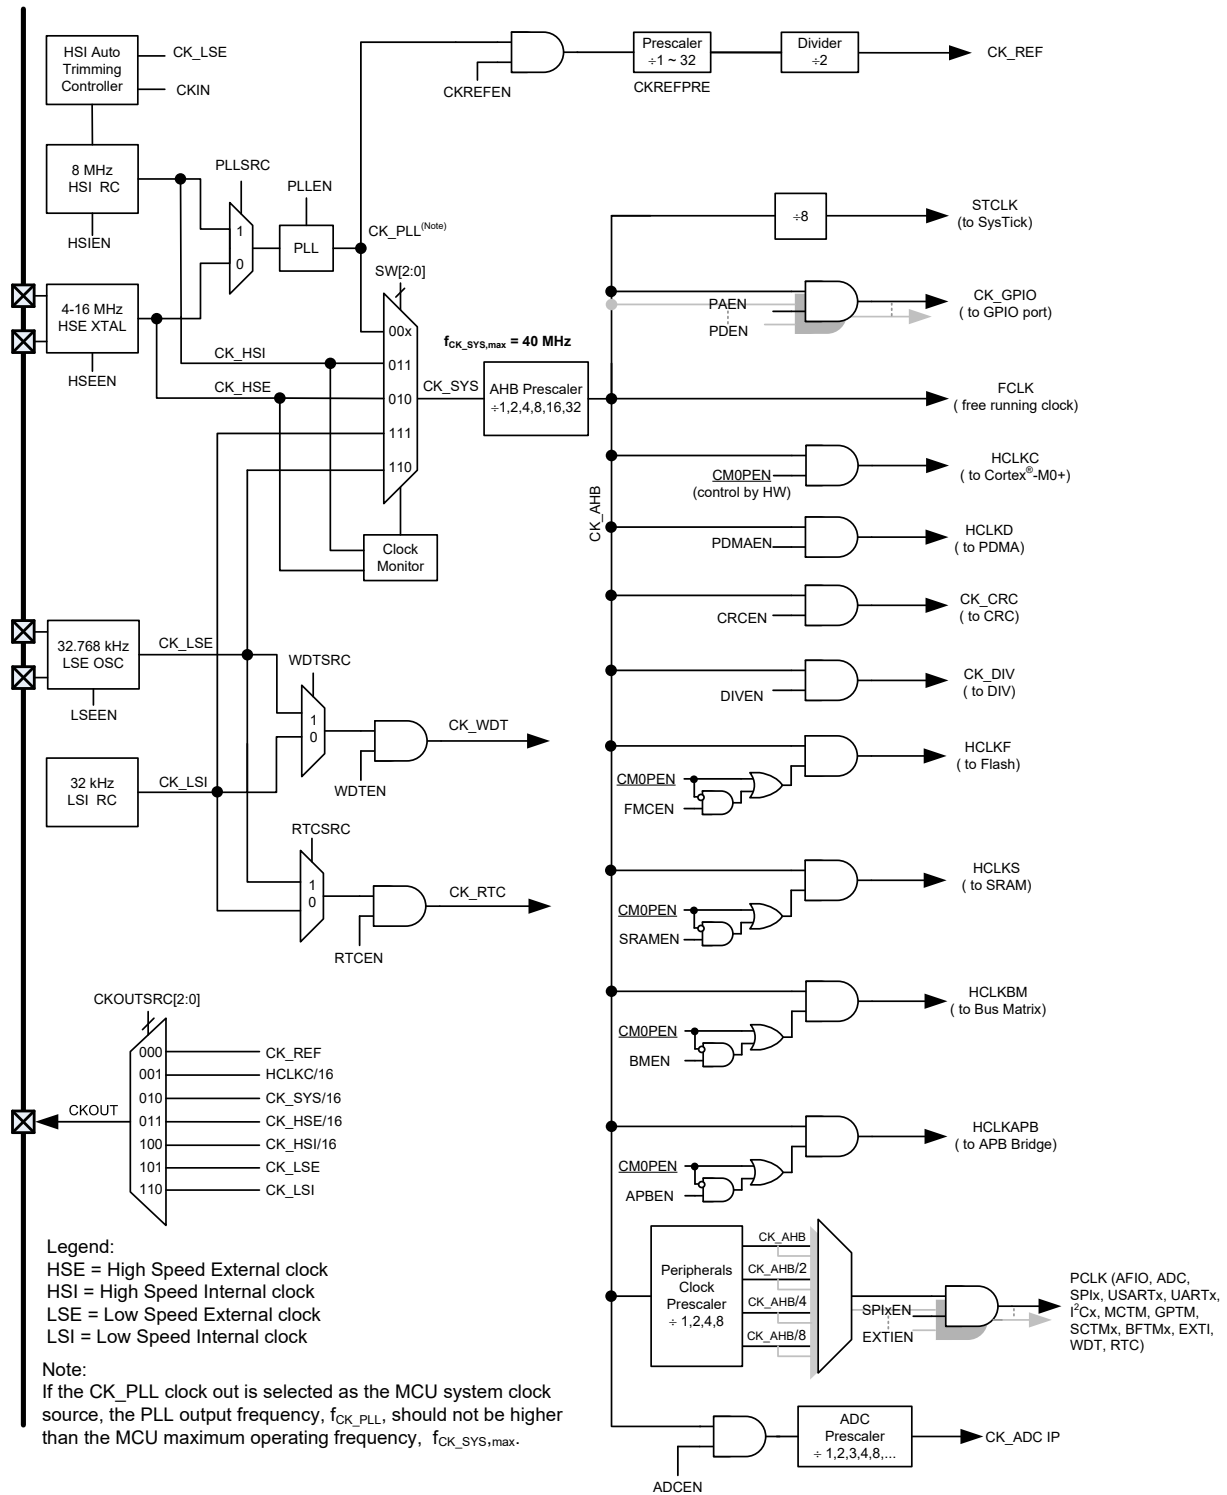 HSI Auto
Trimming
Controller
CK_LSE
CKIN
8 MHz
HSI RC
HSIEN
PLLSRC
1
0
PLLEN
PLL
CK_PLL(Note)
4-16 MHz
HSE XTAL
HSEEN
CKREFEN
Prescaler
÷1 ~ 32
CKREFPRE
Divider
÷2
CK_REF
SW[2:0]
00x
011
010
111
110
CK_HSI
CK_HSE
fCK_SYS,max = 40 MHz
CK_SYS
AHB Prescaler
÷1,2,4,8,16,32
Clock
Monitor
CK_AHB
÷8
STCLK
(to SysTick)
PAEN
PDEN
CK_GPIO
( to GPIO port)
FCLK
( free running clock)
CM0PEN
(control by HW)
HCLKC
( to Cortex®-M0+)
PDMAEN
HCLKD
( to PDMA)
CRCEN
CK_CRC
( to CRC)
DIVEN
CK_DIV
( to DIV)
CM0PEN
FMCEN
HCLKF
( to Flash)
CM0PEN
SRAMEN
HCLKS
( to SRAM)
CM0PEN
BMEN
HCLKBM
( to Bus Matrix)
CM0PEN
APBEN
HCLKAPB
( to APB Bridge)
Peripherals
Clock
Prescaler
÷ 1,2,4,8
CK_AHB
CK_AHB/2
CK_AHB/4
CK_AHB/8
SPIxEN
EXTIEN
PCLK (AFIO, ADC,
SPIx, USARTx, UARTx,
I2Cx, MCTM, GPTM,
SCTMx, BFTMx, EXTI,
WDT, RTC)
ADCEN
ADC
Prescaler
÷ 1,2,3,4,8,...
CK_ADC IP
32.768 kHz
LSE OSC
LSEEN
CK_LSE
WDTSRC
1
0
WDTEN
CK_WDT
32 kHz
LSI RC
CK_LSI
RTCSRC
1
0
RTCEN
CK_RTC
CKOUTSRC[2:0]
CKOUT
000 CK_REF
001 HCLKC/16
010 CK_SYS/16
011 CK_HSE/16
100 CK_HSI/16
101 CK_LSE
110 CK_LSI
Legend:
HSE = High Speed External clock
HSI = High Speed Internal clock
LSE = Low Speed External clock
LSI = Low Speed Internal clock
Note:
If the CK_PLL clock out is selected as the MCU system clock
source, the PLL output frequency, fCK_PLL, should not be higher
than the MCU maximum operating frequency, fCK_SYS,max.